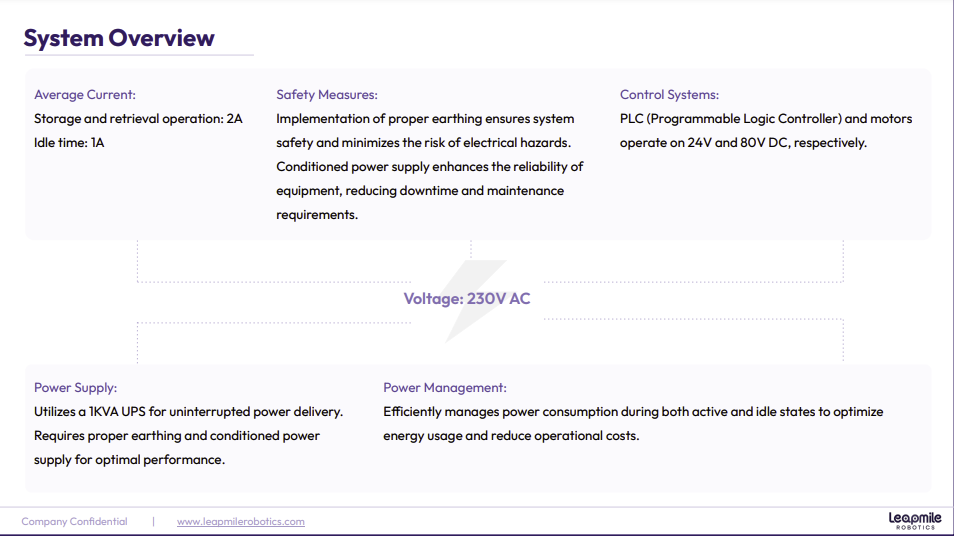 System Overview
Average Current:
Storage and retrieval operation: 2A
Idle time: 1A
Safety Measures:
Implementation of proper earthing ensures system
safety and minimizes the risk of electrical hazards.
Conditioned power supply enhances the reliability of
equipment, reducing downtime and maintenance
requirements.
Control Systems:
PLC (Programmable Logic Controller) and motors
operate on 24V and 80V DC, respectively.
Voltage: 230V AC
Power Supply:
Utilizes a 1KVA UPS for uninterrupted power delivery.
Requires proper earthing and conditioned power
supply for optimal performance.
Power Management:
Efficiently manages power consumption during both active and idle states to optimize
energy usage and reduce operational costs.
Company Confidential | www.leapmilerobotics.com
Leapmile
ROBOTICS